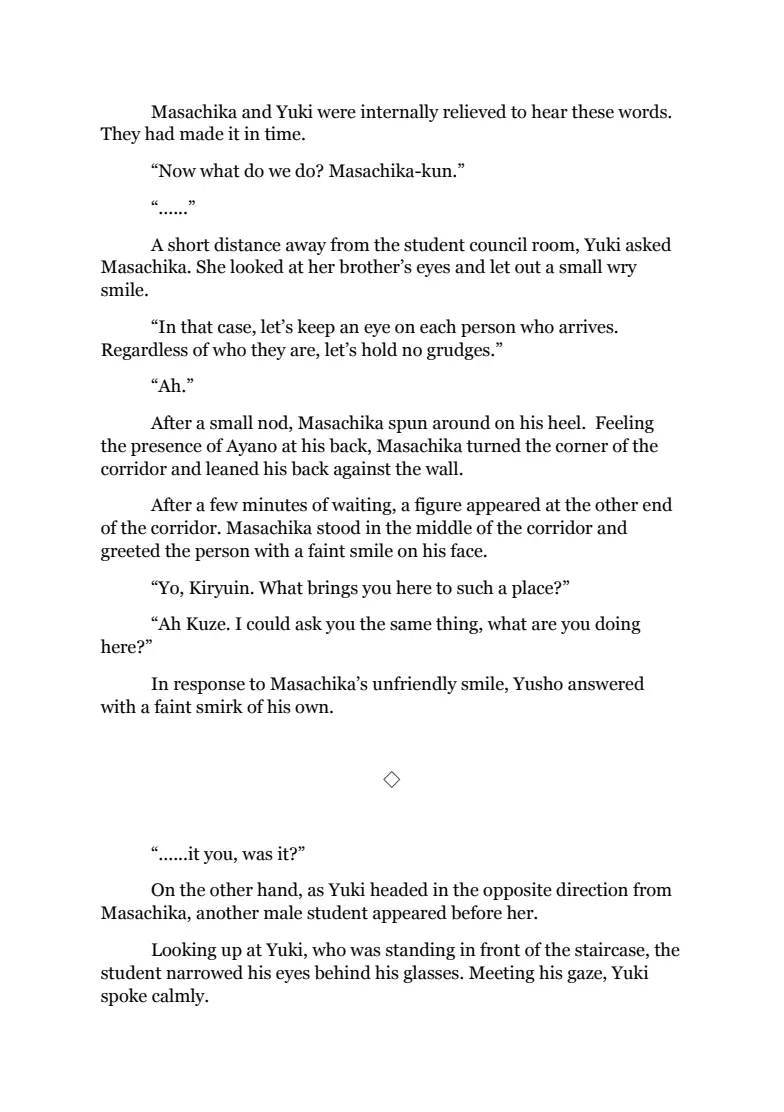 Masachika and Yuki were internally relieved to hear these words.
They had made it in time.
“Now what do we do? Masachika-kun.”
“......”
A short distance away from the student council room, Yuki asked
Masachika. She looked at her brother’s eyes and let out a small wry
smile.
“In that case, let’s keep an eye on each person who arrives.
Regardless of who they are, let’s hold no grudges.”
“Ah.”
After a small nod, Masachika spun around on his heel.  Feeling
the presence of Ayano at his back, Masachika turned the corner of the
corridor and leaned his back against the wall.
After a few minutes of waiting, a figure appeared at the other end
of the corridor. Masachika stood in the middle of the corridor and
greeted the person with a faint smile on his face.
“Yo, Kiryuin. What brings you here to such a place?”
“Ah Kuze. I could ask you the same thing, what are you doing
here?”
In response to Masachika’s unfriendly smile, Yusho answered
with a faint smirk of his own.
◇
“......it you, was it?”
On the other hand, as Yuki headed in the opposite direction from
Masachika, another male student appeared before her.
Looking up at Yuki, who was standing in front of the staircase, the
student narrowed his eyes behind his glasses. Meeting his gaze, Yuki
spoke calmly.